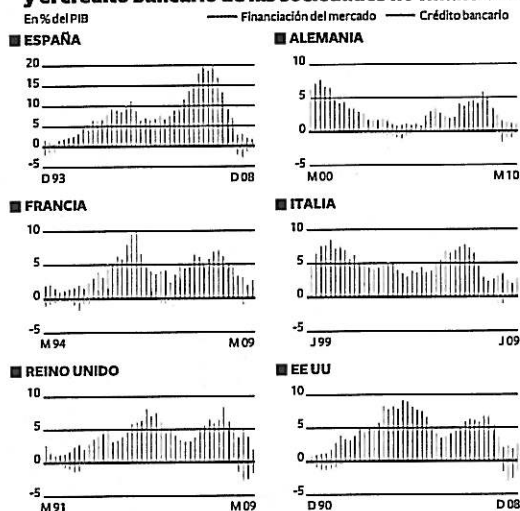 y el crédito bancario de las sociedades no
En % del PIB
Financiación del mercado Crédito bancario
ESPAÑA
20
15
10
5
0
-5
D 93 D 08
ALEMANIA
10
5
0
-5
M 00 M 10
FRANCIA
10
5
0
-5
M 94 M 09
ITALIA
10
5
0
-5
J 99 J 09
REINO UNIDO
10
5
0
-5
M 91 M 09
EE UU
10
5
0
-5
D 90 D 08